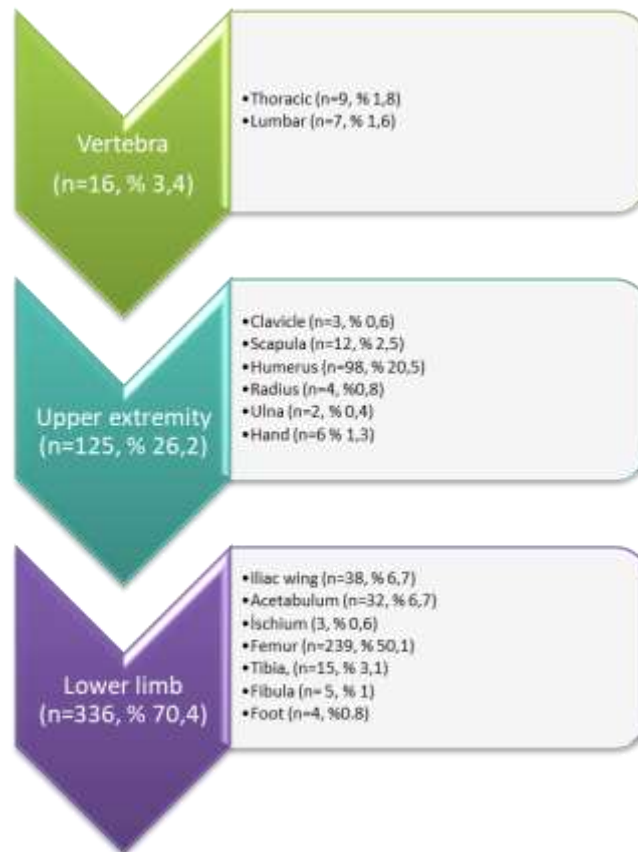 Vertebra
(n=16, % 3,4)
•Thoracic (n=9, % 1,8)
•Lumbar (n=7, % 1,6)
Upper extremity
(n=125, % 26,2)
•Clavicle (n=3, % 0,6)
•Scapula (n=12, % 2,5)
•Humerus (n=98, % 20,5)
•Radius (n=4, %0,8)
•Ulna (n=2, % 0,4)
•Hand (n=6 % 1,3)
Lower limb
(n=336, % 70,4)
•Iliac wing (n=38, % 6,7)
•Acetabulum (n=32, % 6,7)
•İschium (3, % 0,6)
•Femur (n=239, % 50,1)
•Tibia, (n=15, % 3,1)
•Fibula (n= 5, % 1)
•Foot (n=4, %0.8)